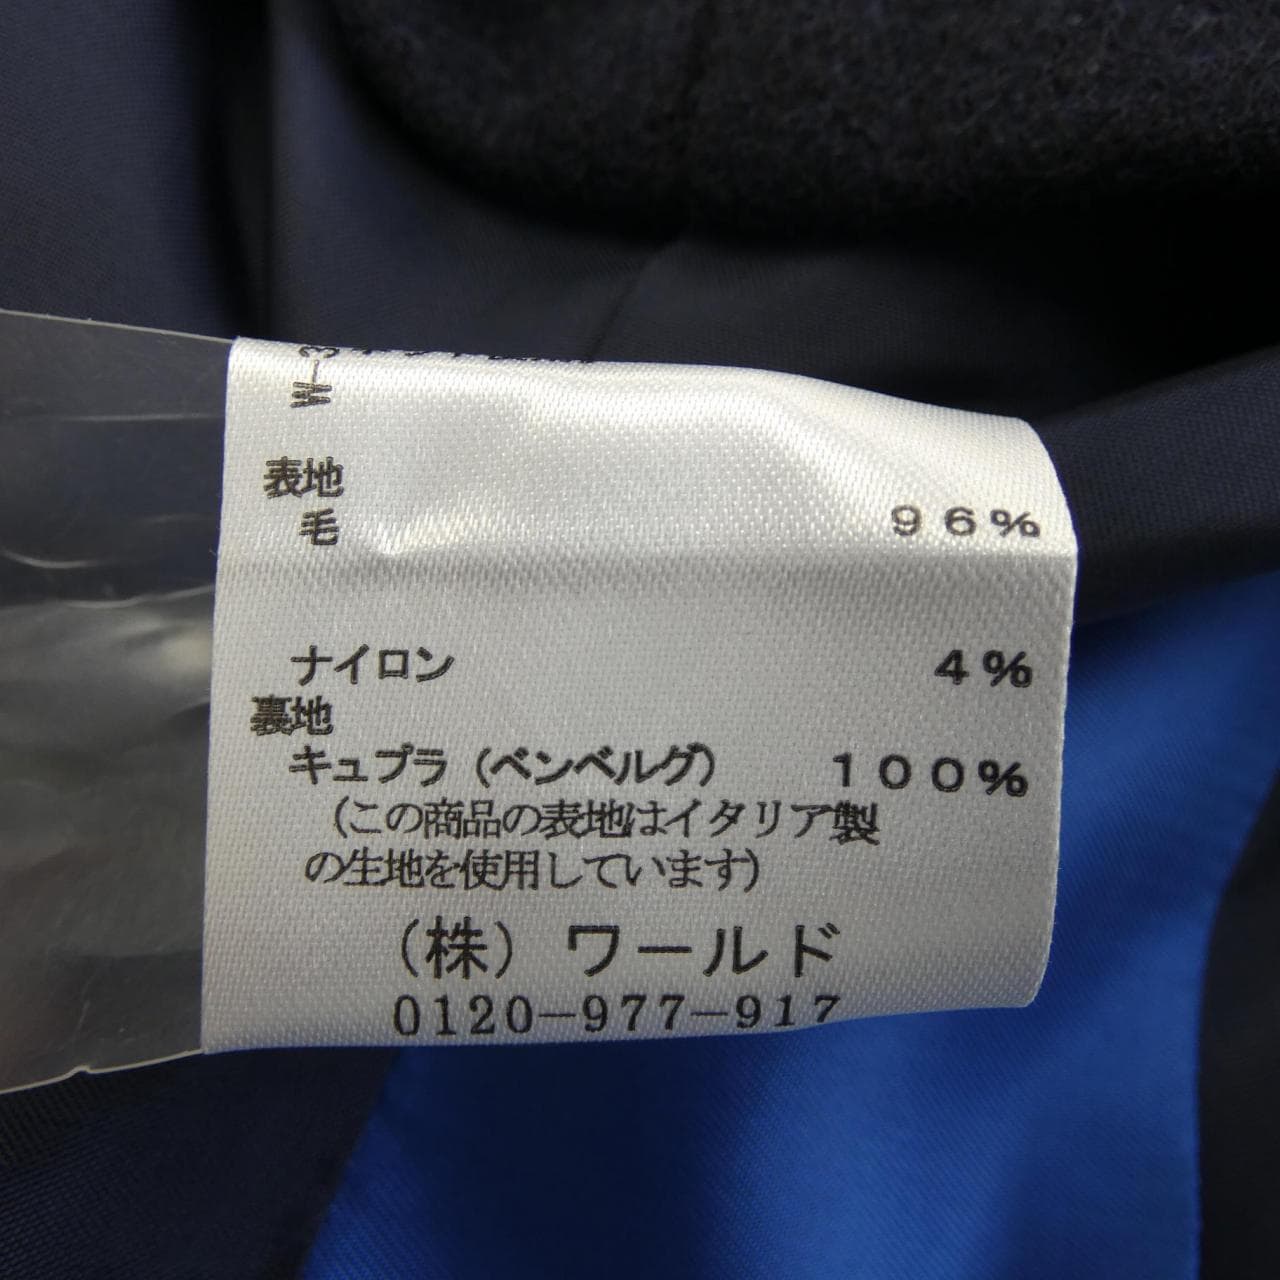 W-3
表地
毛 96%
ナイロン 4%
裏地
キュプラ（ベンベルグ） 100%
(この商品の表地はイタリア製
の生地を使用しています)
（株）ワールド
0120-977-917